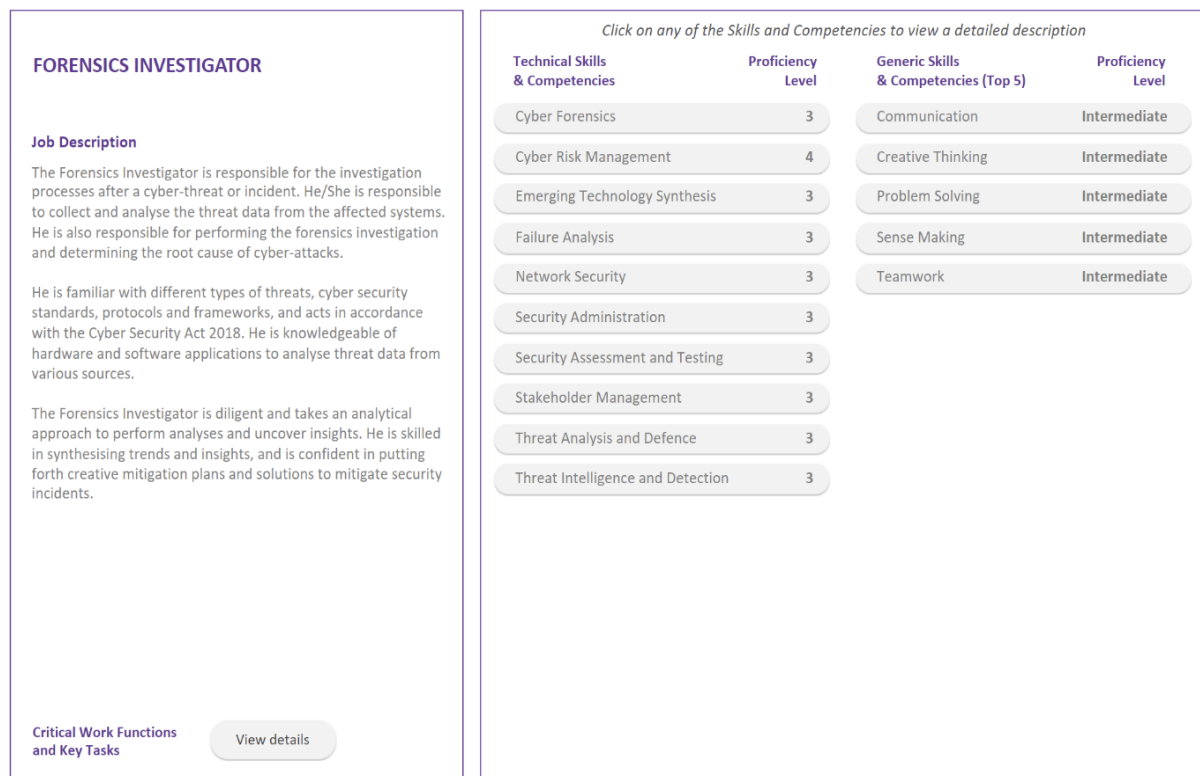 FORENSICS INVESTIGATOR
Job Description
The Forensics Investigator is responsible for the investigation
processes after a cyber-threat or incident. He/She is responsible
to collect and analyse the threat data from the affected systems.
He is also responsible for performing the forensics investigation
and determining the root cause of cyber-attacks.
He is familiar with different types of threats, cyber security
standards, protocols and frameworks, and acts in accordance
with the Cyber Security Act 2018. He is knowledgeable of
hardware and software applications to analyse threat data from
various sources.
The Forensics Investigator is diligent and takes an analytical
approach to perform analyses and uncover insights. He is skilled
in synthesising trends and insights, and is confident in putting
forth creative mitigation plans and solutions to mitigate security
incidents.
Critical Work Functions
and Key Tasks
View details
Click on any of the Skills and Competencies to view a detailed description
Technical Skills
& Competencies
Proficiency
Level
Cyber Forensics 3
Cyber Risk Management 4
Emerging Technology Synthesis 3
Failure Analysis 3
Network Security 3
Security Administration 3
Security Assessment and Testing 3
Stakeholder Management 3
Threat Analysis and Defence 3
Threat Intelligence and Detection 3
Generic Skills
& Competencies (Top 5)
Proficiency
Level
Communication Intermediate
Creative Thinking Intermediate
Problem Solving Intermediate
Sense Making Intermediate
Teamwork Intermediate